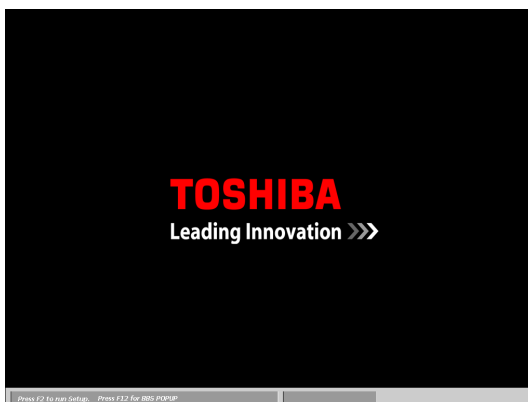 TOSHIBA
Leading Innovation >>>
Press F2 to run Setup. Press F12 for BBS POPUP